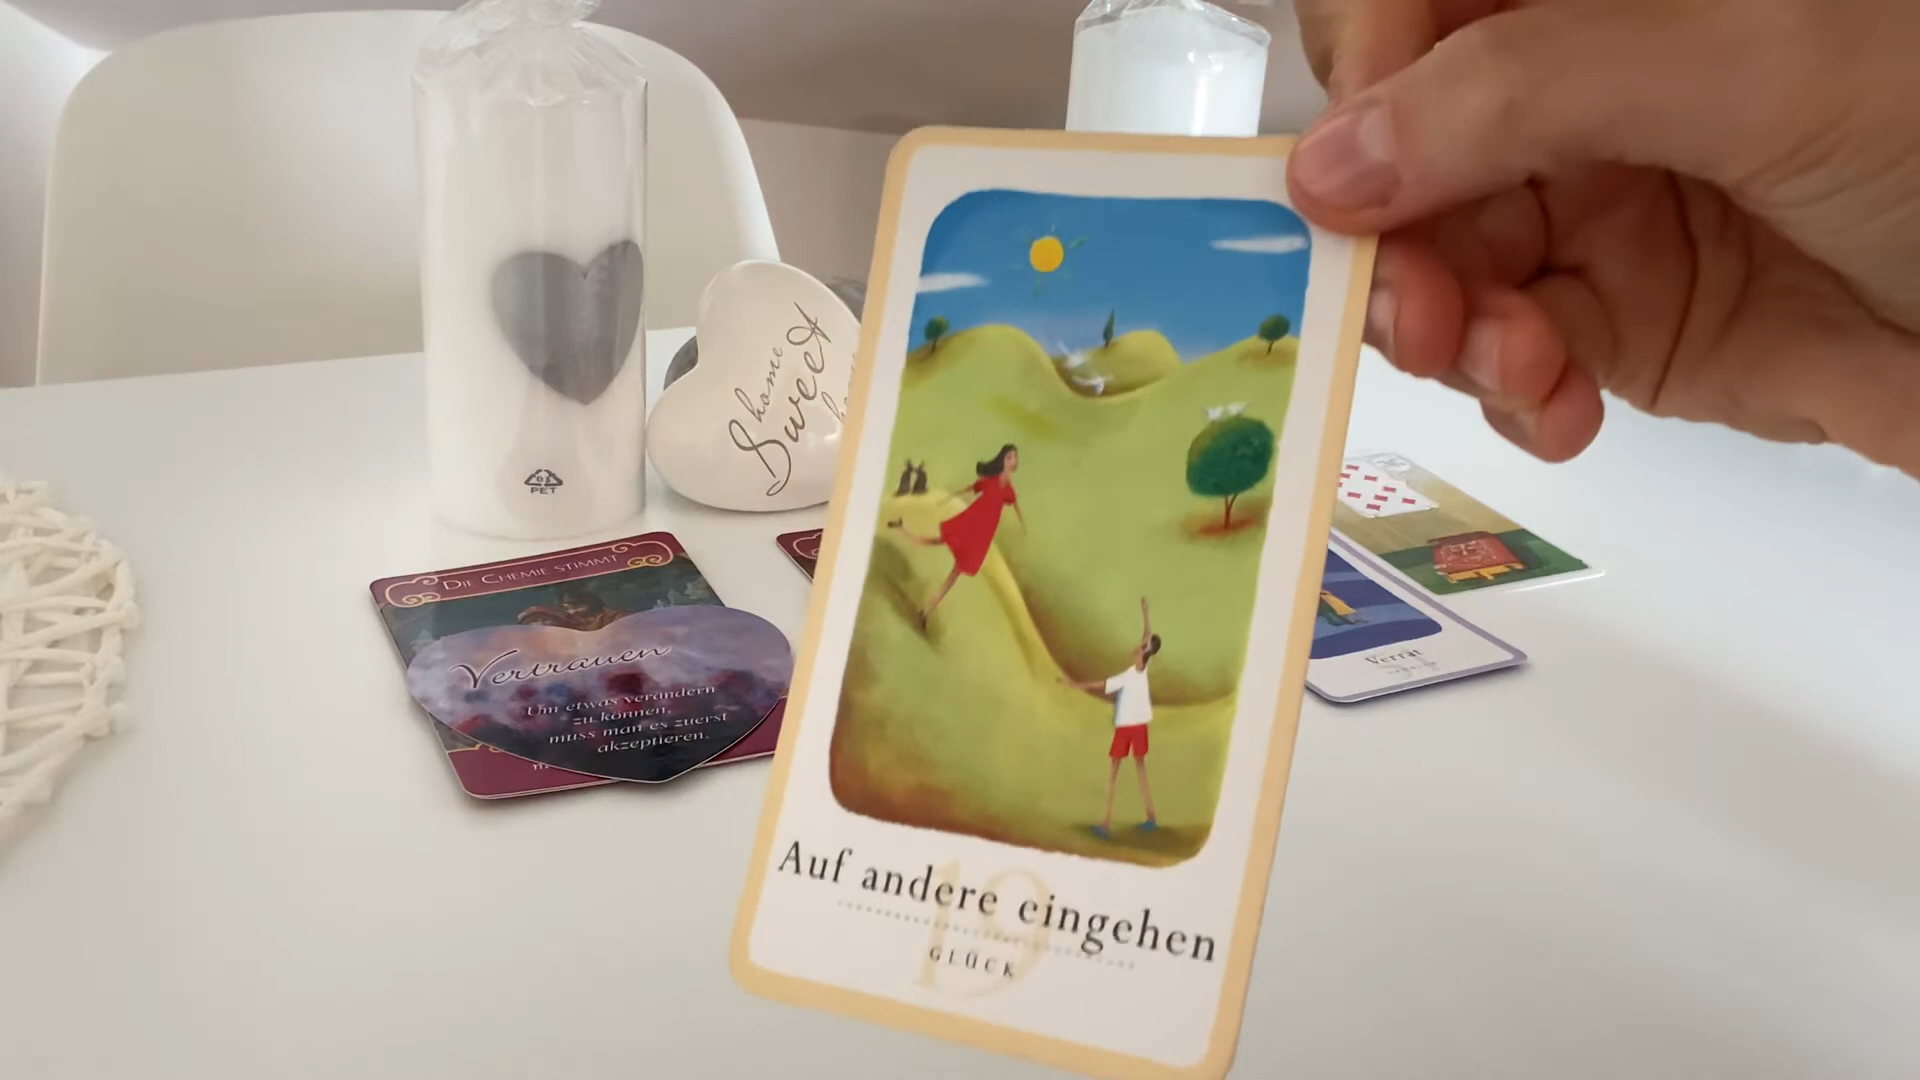 03
PET
home
Sweet
DIE CHEMIE STIMMT
Vertrauen
Um etwas verändern
zu können,
muss man es zuerst
akzeptieren.
Auf andere eingehen
GLÜCK
19
Verrat